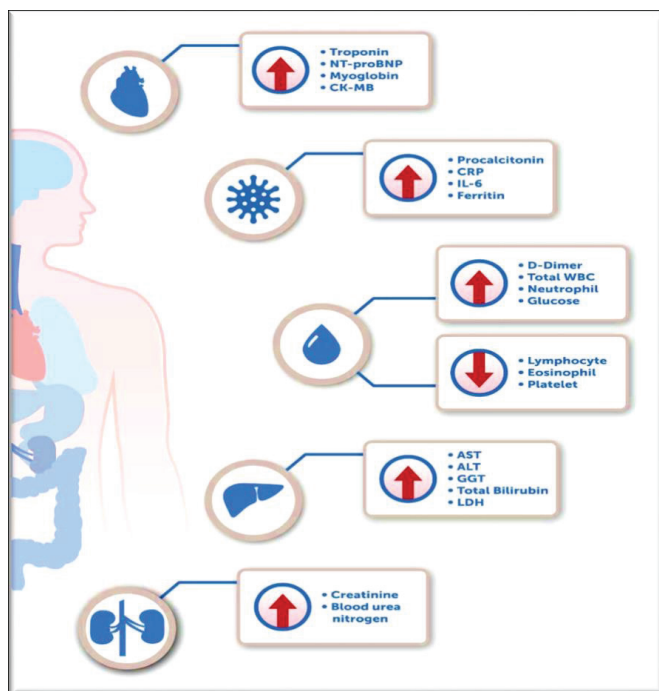 • Troponin
• NT-proBNP
• Myoglobin
• CK-MB
• Procalcitonin
• CRP
• IL-6
• Ferritin
• D-Dimer
• Total WBC
• Neutrophil
• Glucose
• Lymphocyte
• Eosinophil
• Platelet
• AST
• ALT
• GGT
• Total Bilirubin
• LDH
• Creatinine
• Blood urea
nitrogen